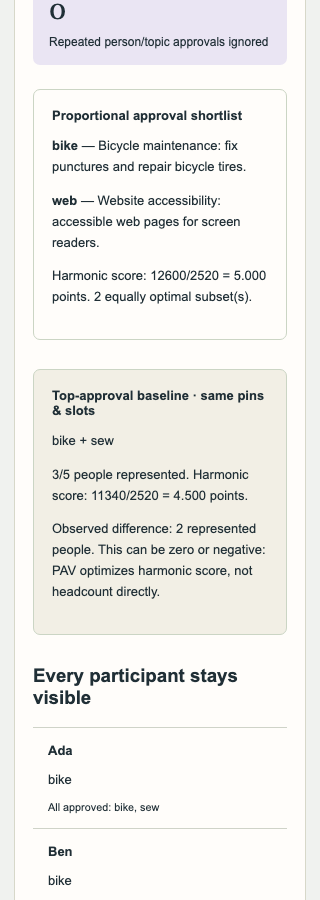 0
Repeated person/topic approvals ignored
Proportional approval shortlist
bike — Bicycle maintenance: fix
punctures and repair bicycle tires.
web — Website accessibility:
accessible web pages for screen
readers.
Harmonic score: 12600/2520 = 5.000
points. 2 equally optimal subset(s).
Top-approval baseline · same pins
& slots
bike + sew
3/5 people represented. Harmonic
score: 11340/2520 = 4.500 points.
Observed difference: 2 represented
people. This can be zero or negative:
PAV optimizes harmonic score, not
headcount directly.
Every participant stays
visible
Ada
bike
All approved: bike, sew
Ben
bike